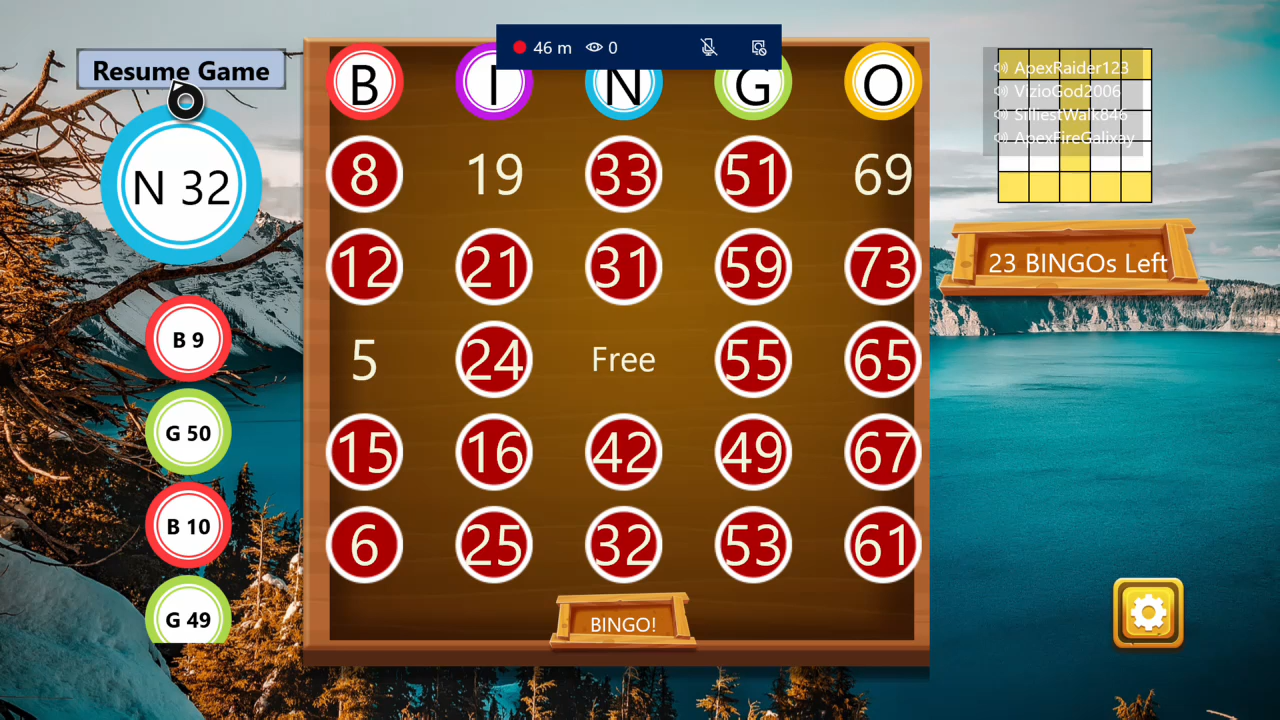 46 m 0
Resume Game
B I N G O
N 32
B 9
G 50
B 10
G 49
8 19 33 51 69
12 21 31 59 73
5 24 Free 55 65
15 16 42 49 67
6 25 32 53 61
BINGO!
ApexRaider123
VizioGod2006
SilliestWalk846
ApexFireGalixay
23 BINGOs Left